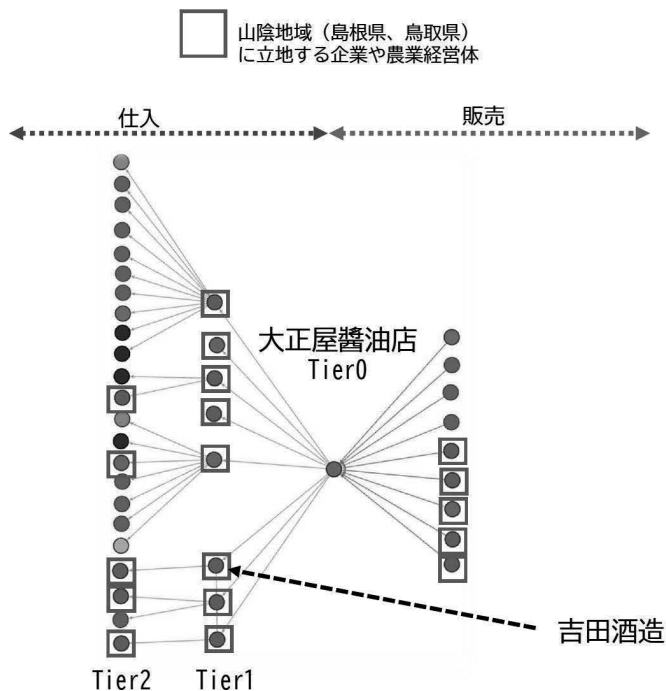 山陰地域（島根県、鳥取県）
に立地する企業や農業経営体
仕入
販売
大正屋醬油店
Tier0
吉田酒造
Tier2
Tier1